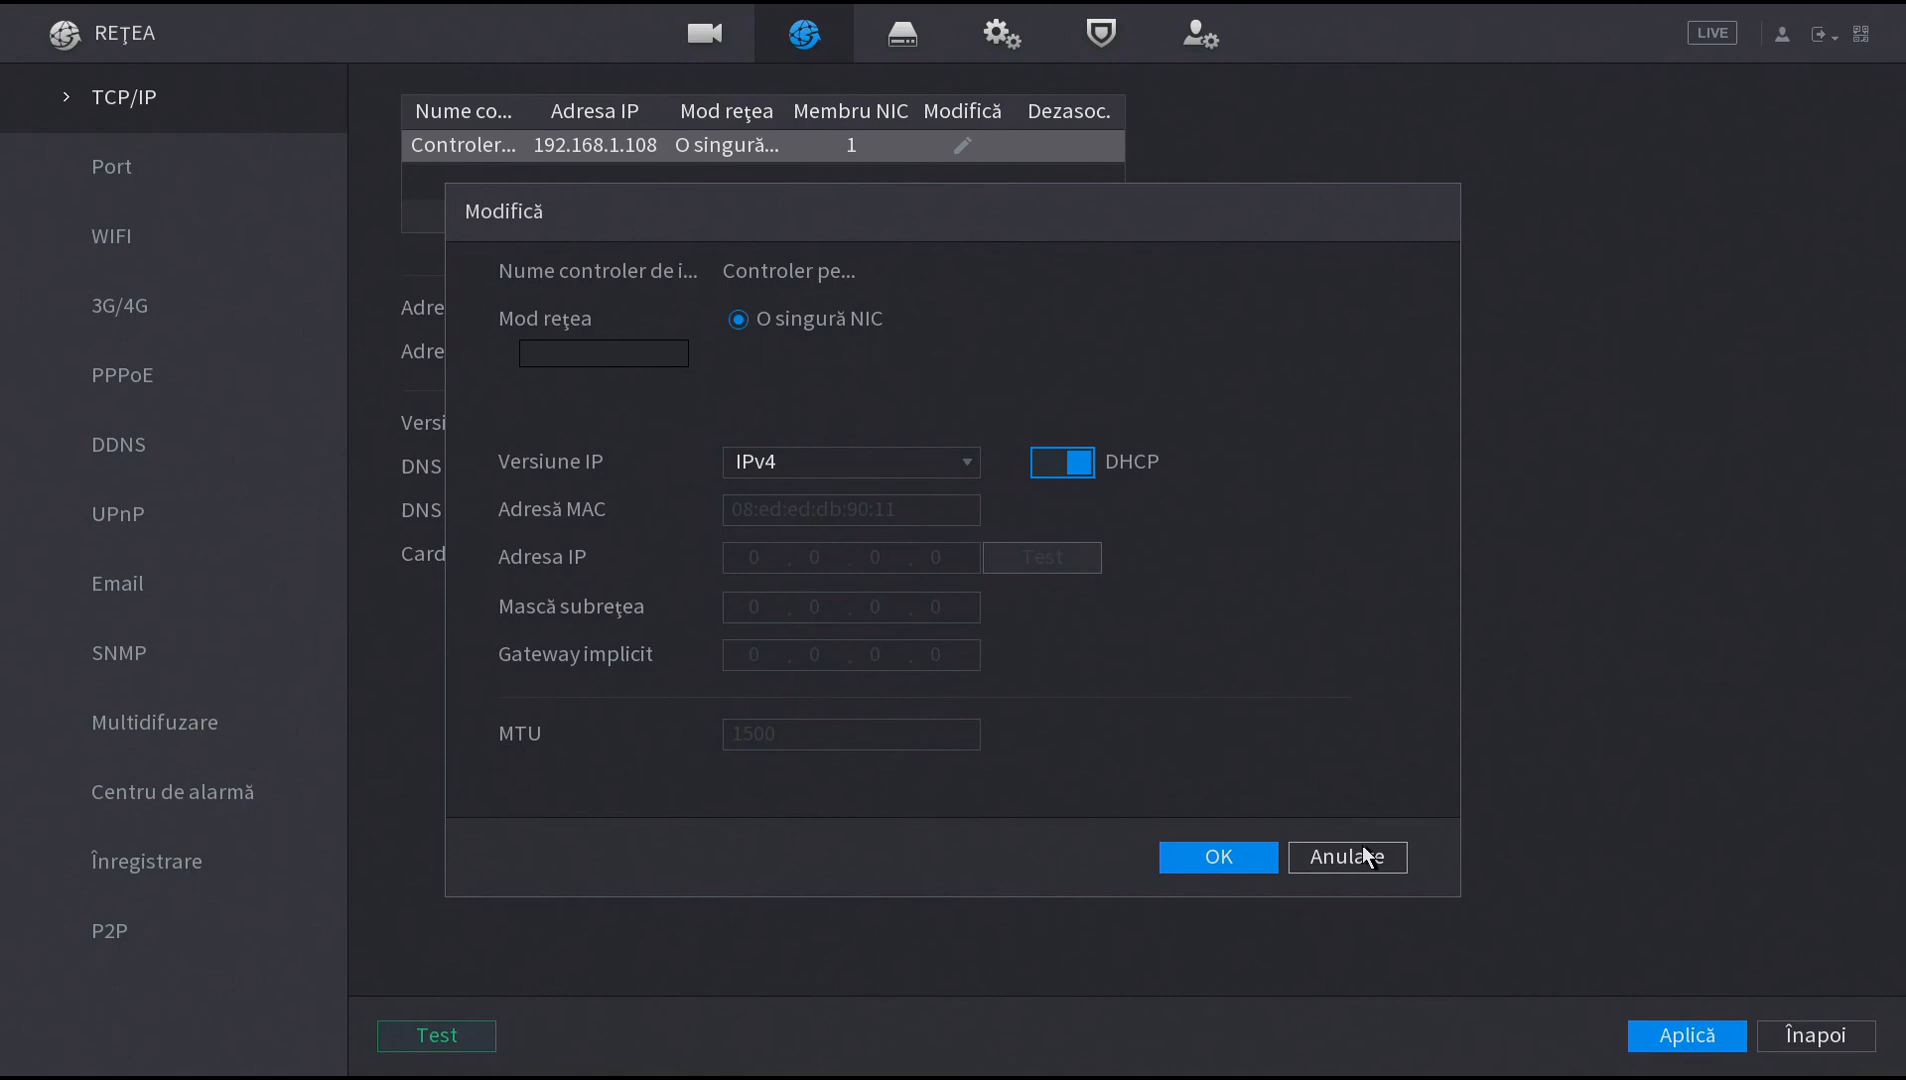 REŢEA
LIVE
TCP/IP
Port
WIFI
3G/4G
PPPoE
DDNS
UPnP
Email
SNMP
Multidifuzare
Centru de alarmă
Înregistrare
P2P
Nume co... Adresa IP Mod reţea Membru NIC Modifică Dezasoc.
Controler... 192.168.1.108 O singură... 1
Adre
Adre
Versi
DNS
DNS
Card
Modifică
Nume controler de i... Controler pe...
Mod reţea O singură NIC
Versiune IP IPv4 DHCP
Adresă MAC 08:ed:ed:db:90:11
Adresa IP 0 . 0 . 0 . 0 Test
Mască subreţea 0 . 0 . 0 . 0
Gateway implicit 0 . 0 . 0 . 0
MTU 1500
OK Anulare
Test Aplică Înapoi